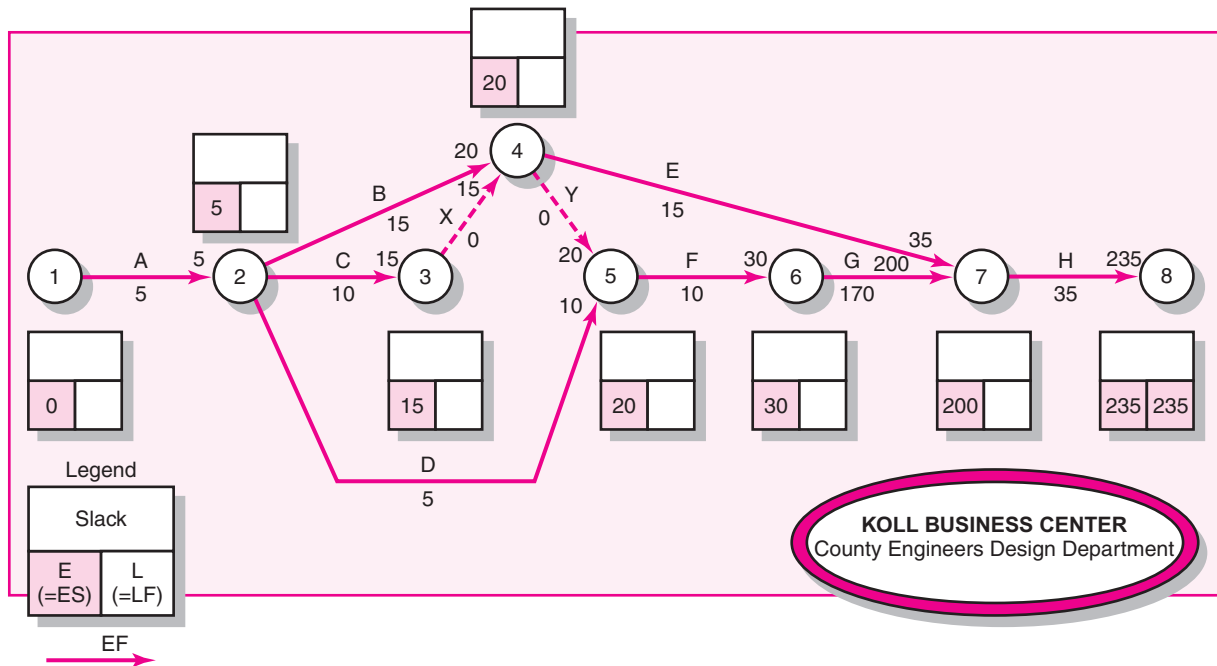 20
4
20
15
E
15
5
B
15
X
0
Y
0
1
A
5
5
2
C
10
15
3
20
10
5
F
10
30
6
G
200
170
35
7
H
35
235
8
0
15
20
30
200
235 235
D
5
Legend
Slack
E
(=ES)
L
(=LF)
EF
KOLL BUSINESS CENTER
County Engineers Design Department